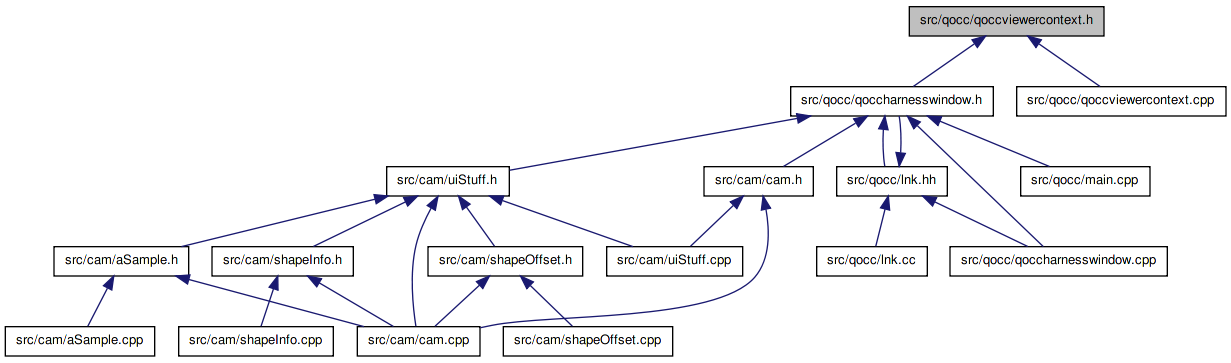 src/qocc/qoccviewercontext.h
src/qocc/qoccharnesswindow.h
src/qocc/qoccviewercontext.cpp
src/cam/uiStuff.h
src/cam/cam.h
src/qocc/lnk.hh
src/qocc/main.cpp
src/cam/aSample.h
src/cam/shapeInfo.h
src/cam/shapeOffset.h
src/cam/uiStuff.cpp
src/qocc/lnk.cc
src/qocc/qoccharnesswindow.cpp
src/cam/aSample.cpp
src/cam/shapeInfo.cpp
src/cam/cam.cpp
src/cam/shapeOffset.cpp